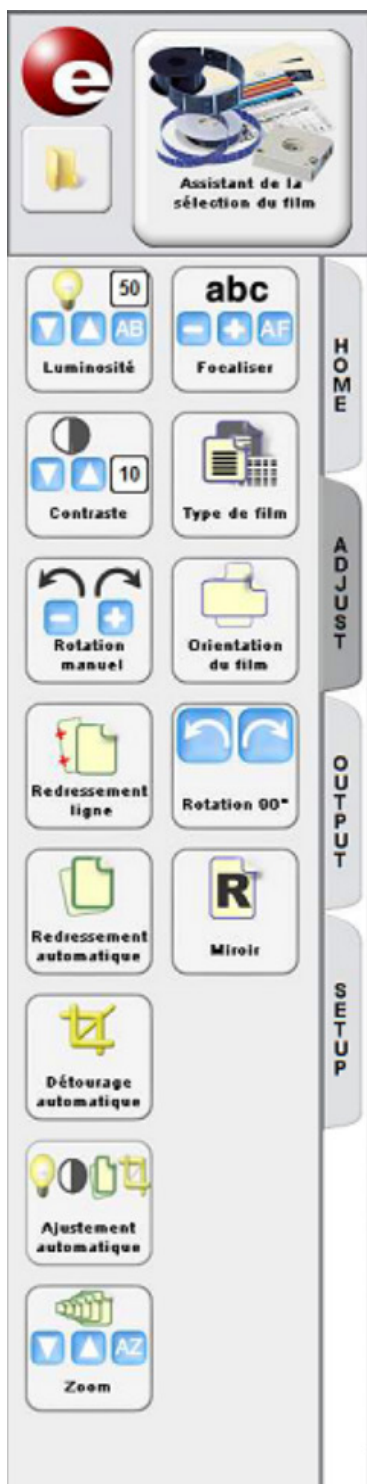 e
Assistant de la
sélection du film
50
AB
Luminosité
abc
AF
Focaliser
10
Contraste
Type de film
Rotation
manuel
Orientation
du film
Redressement
ligne
Rotation 90°
Redressement
automatique
R
Miroir
Détourage
automatique
Ajustement
automatique
AZ
Zoom
HOME
ADJUST
OUTPUT
SETUP